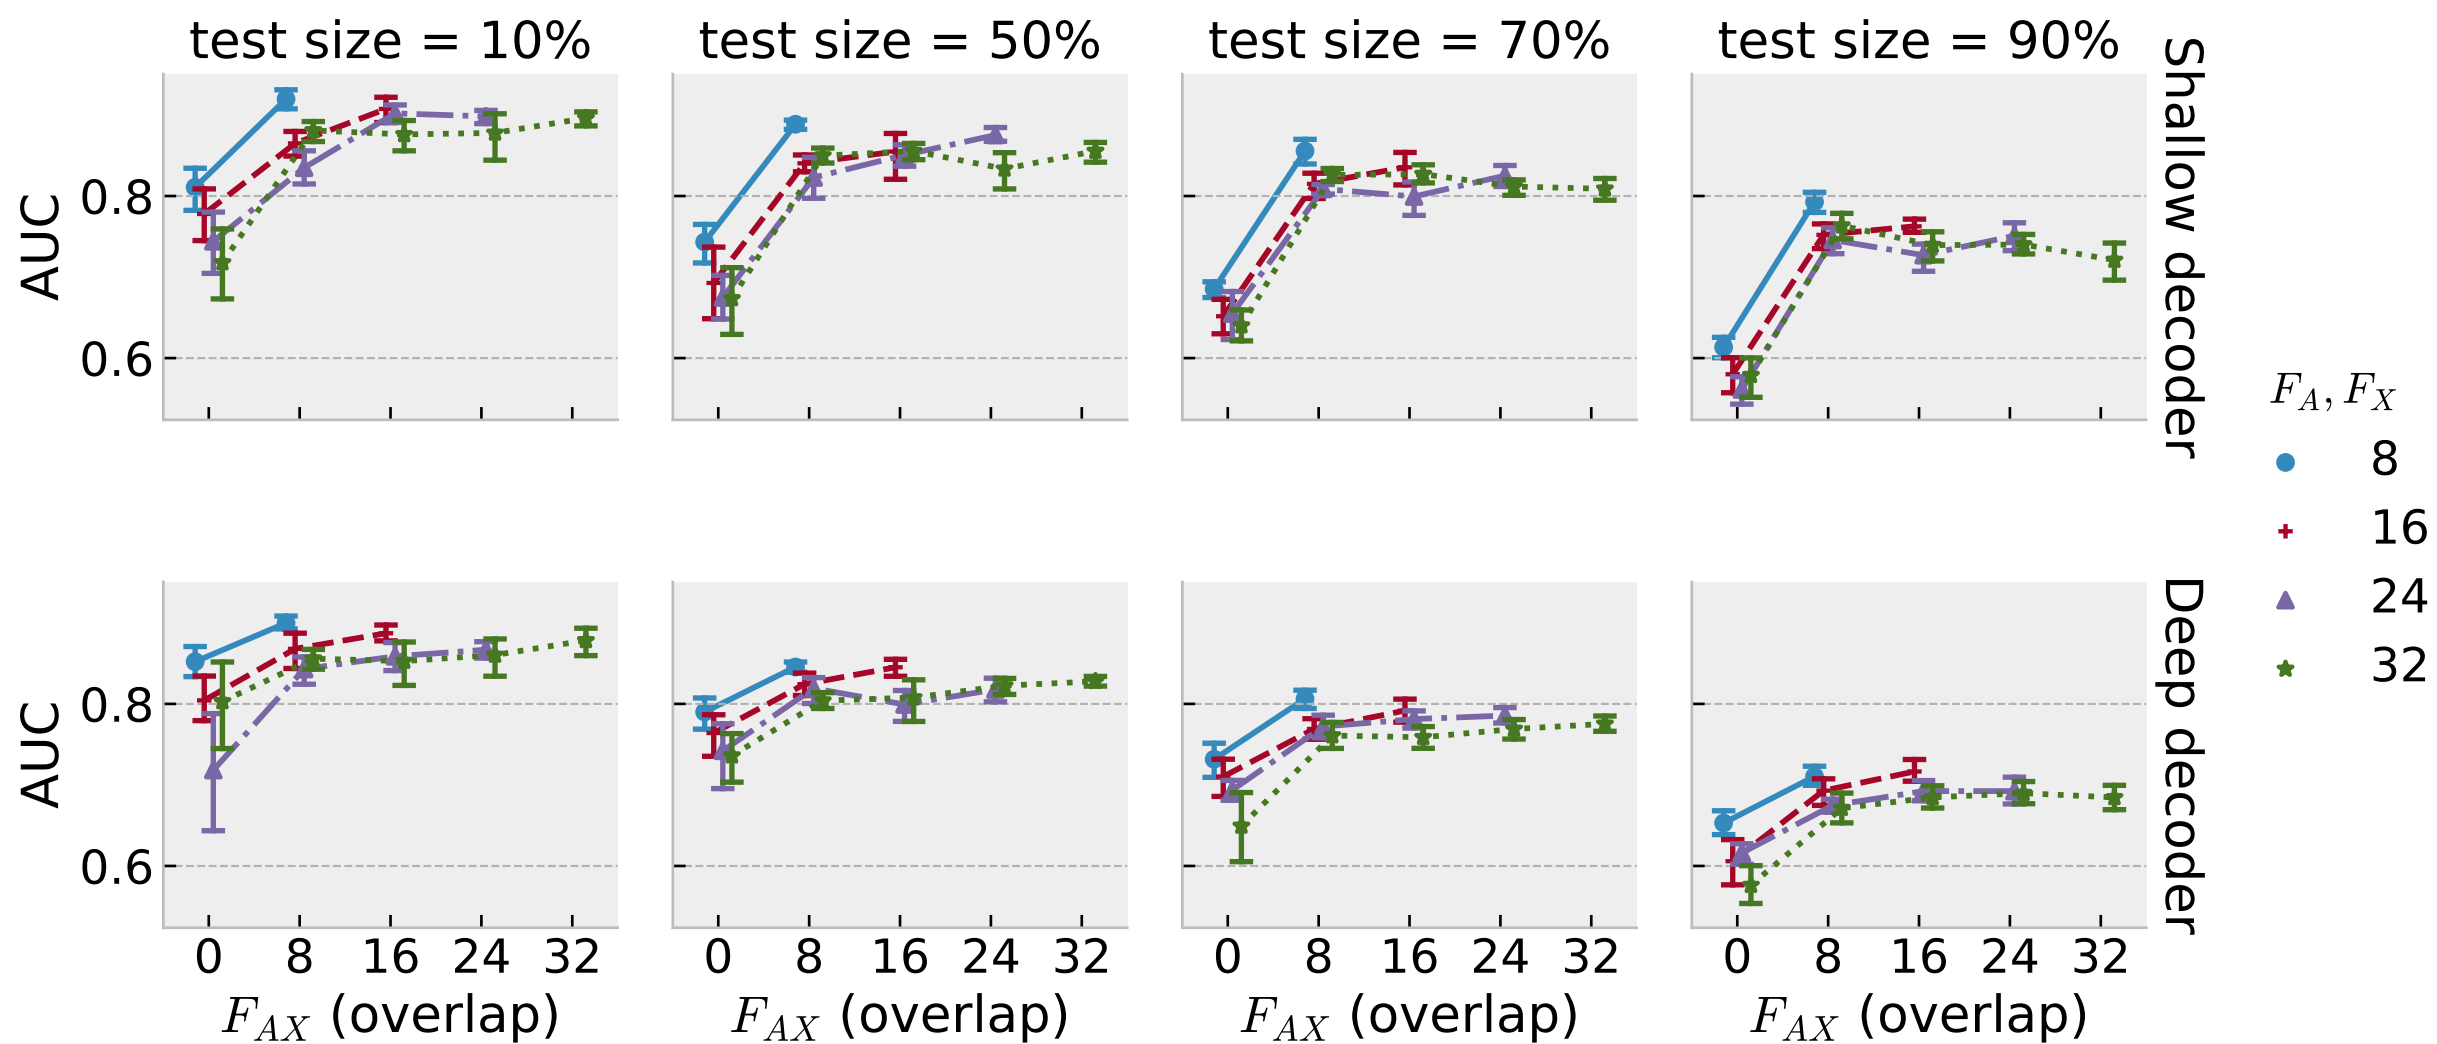 test size = 10% test size = 50% test size = 70% test size = 90%
Shallow decoder
AUC
0.8
0.6
F_A, F_X
8
16
24
32
Deep decoder
AUC
0.8
0.6
0 8 16 24 32 0 8 16 24 32 0 8 16 24 32 0 8 16 24 32
F_AX (overlap) F_AX (overlap) F_AX (overlap) F_AX (overlap)